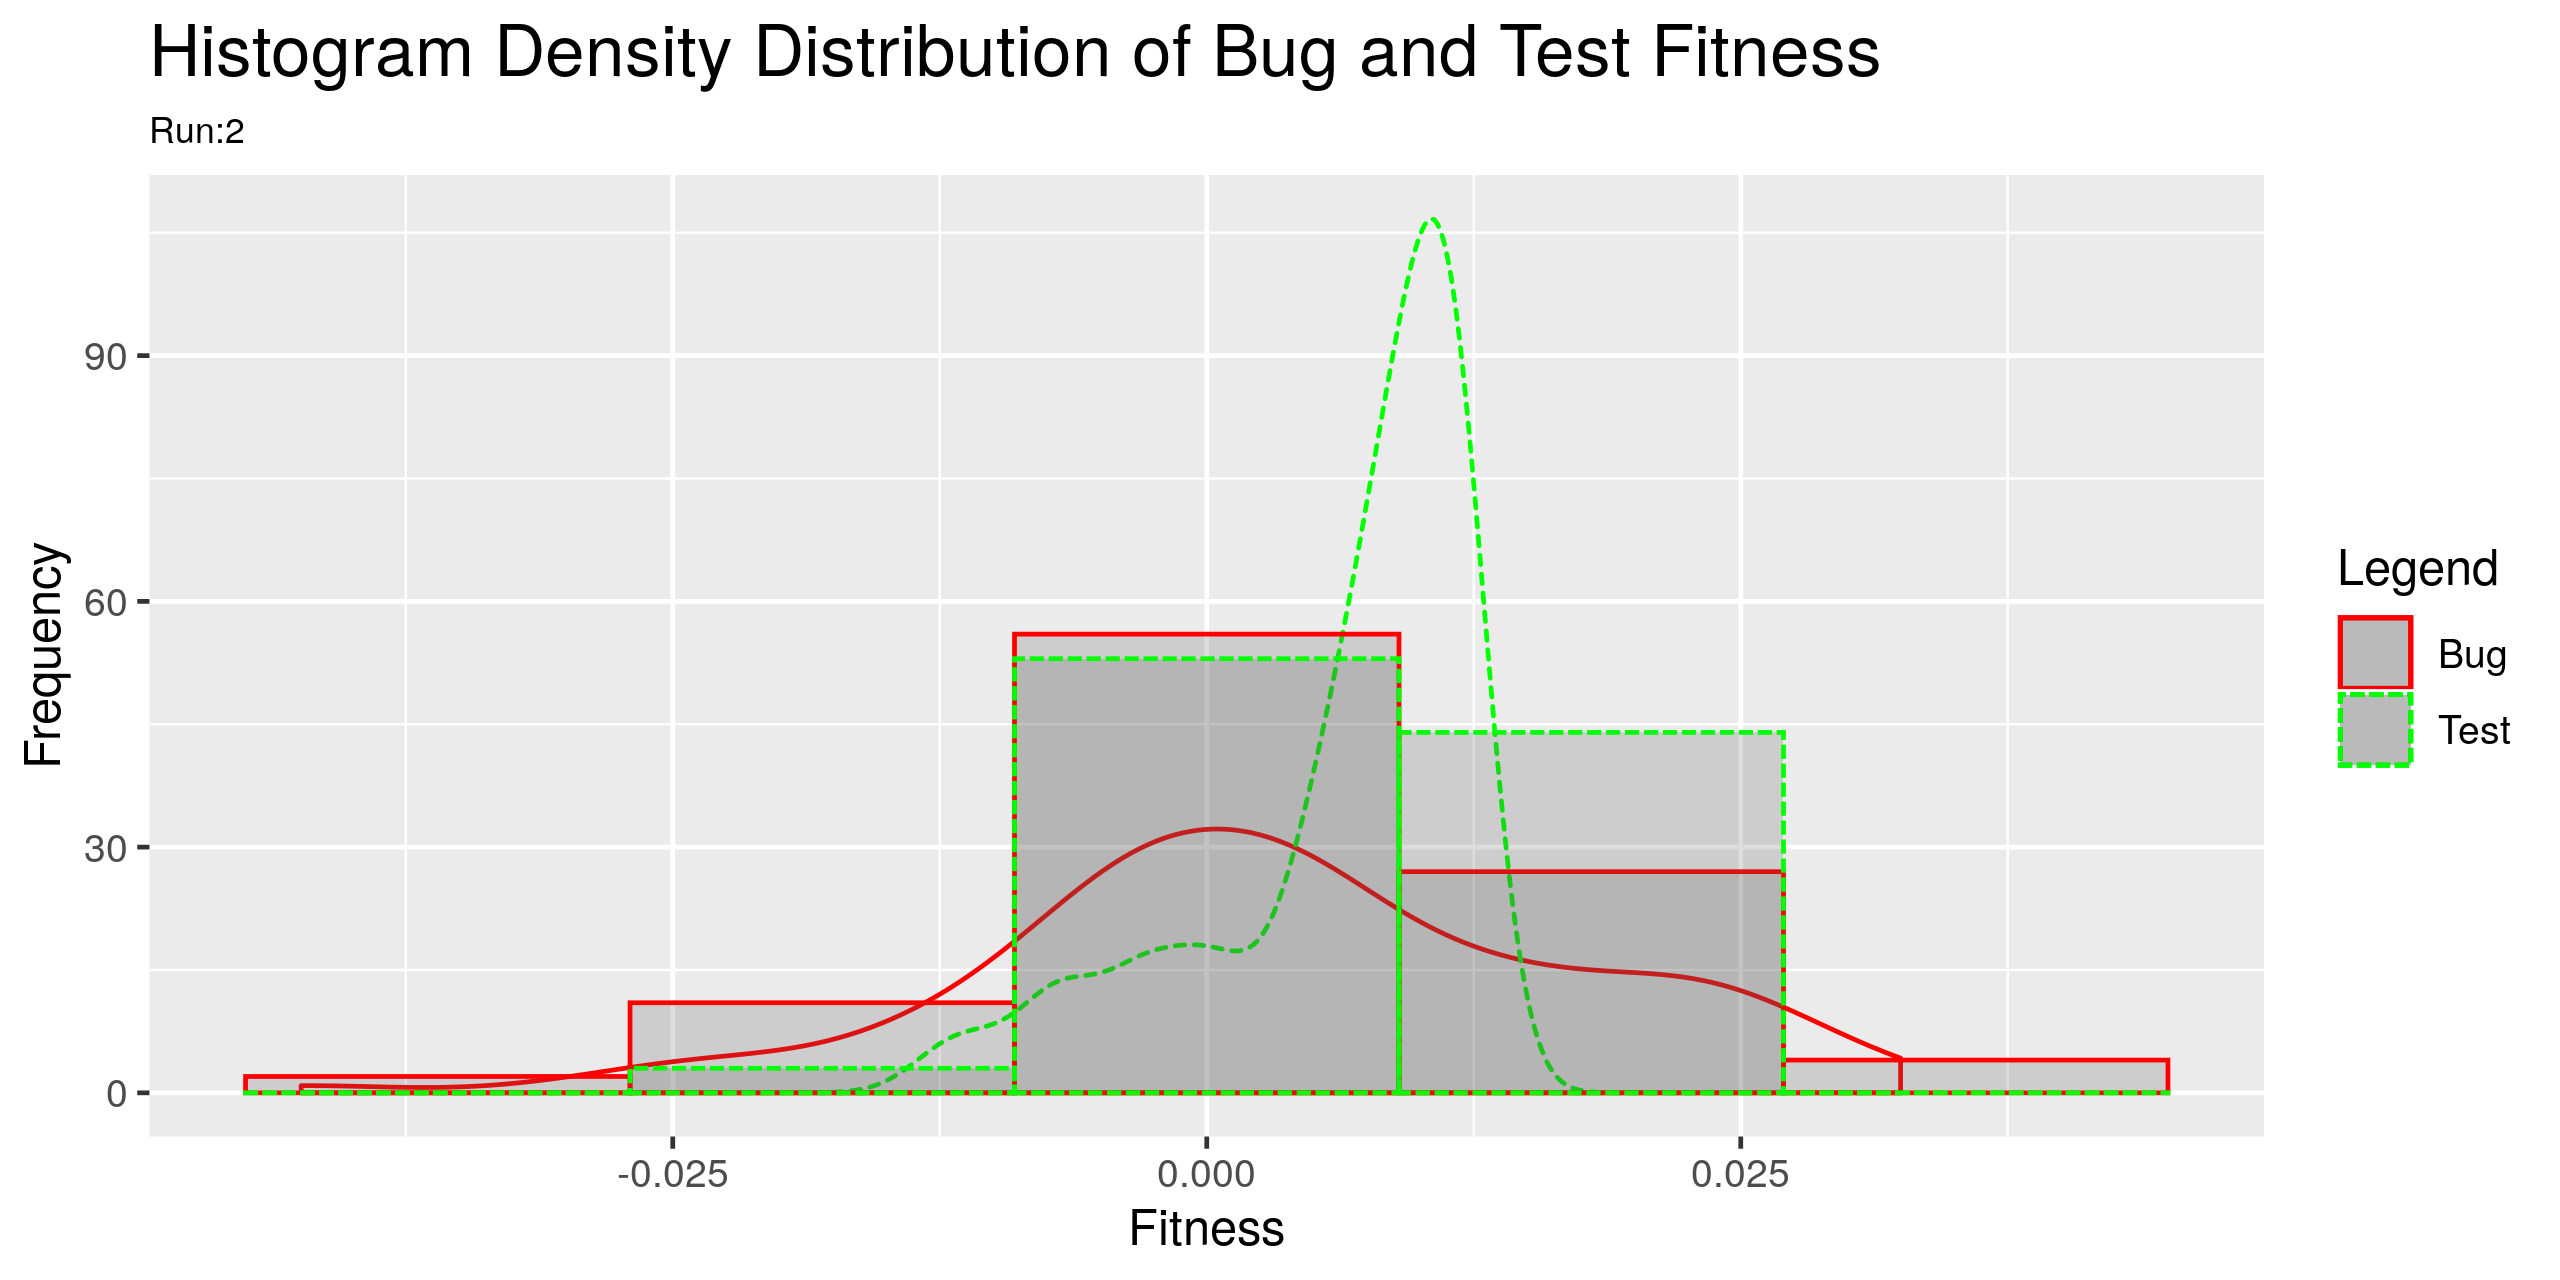 Histogram Density Distribution of Bug and Test Fitness
Run:2
Frequency
90
60
30
0
-0.025
0.000
0.025
Fitness
Legend
Bug
Test